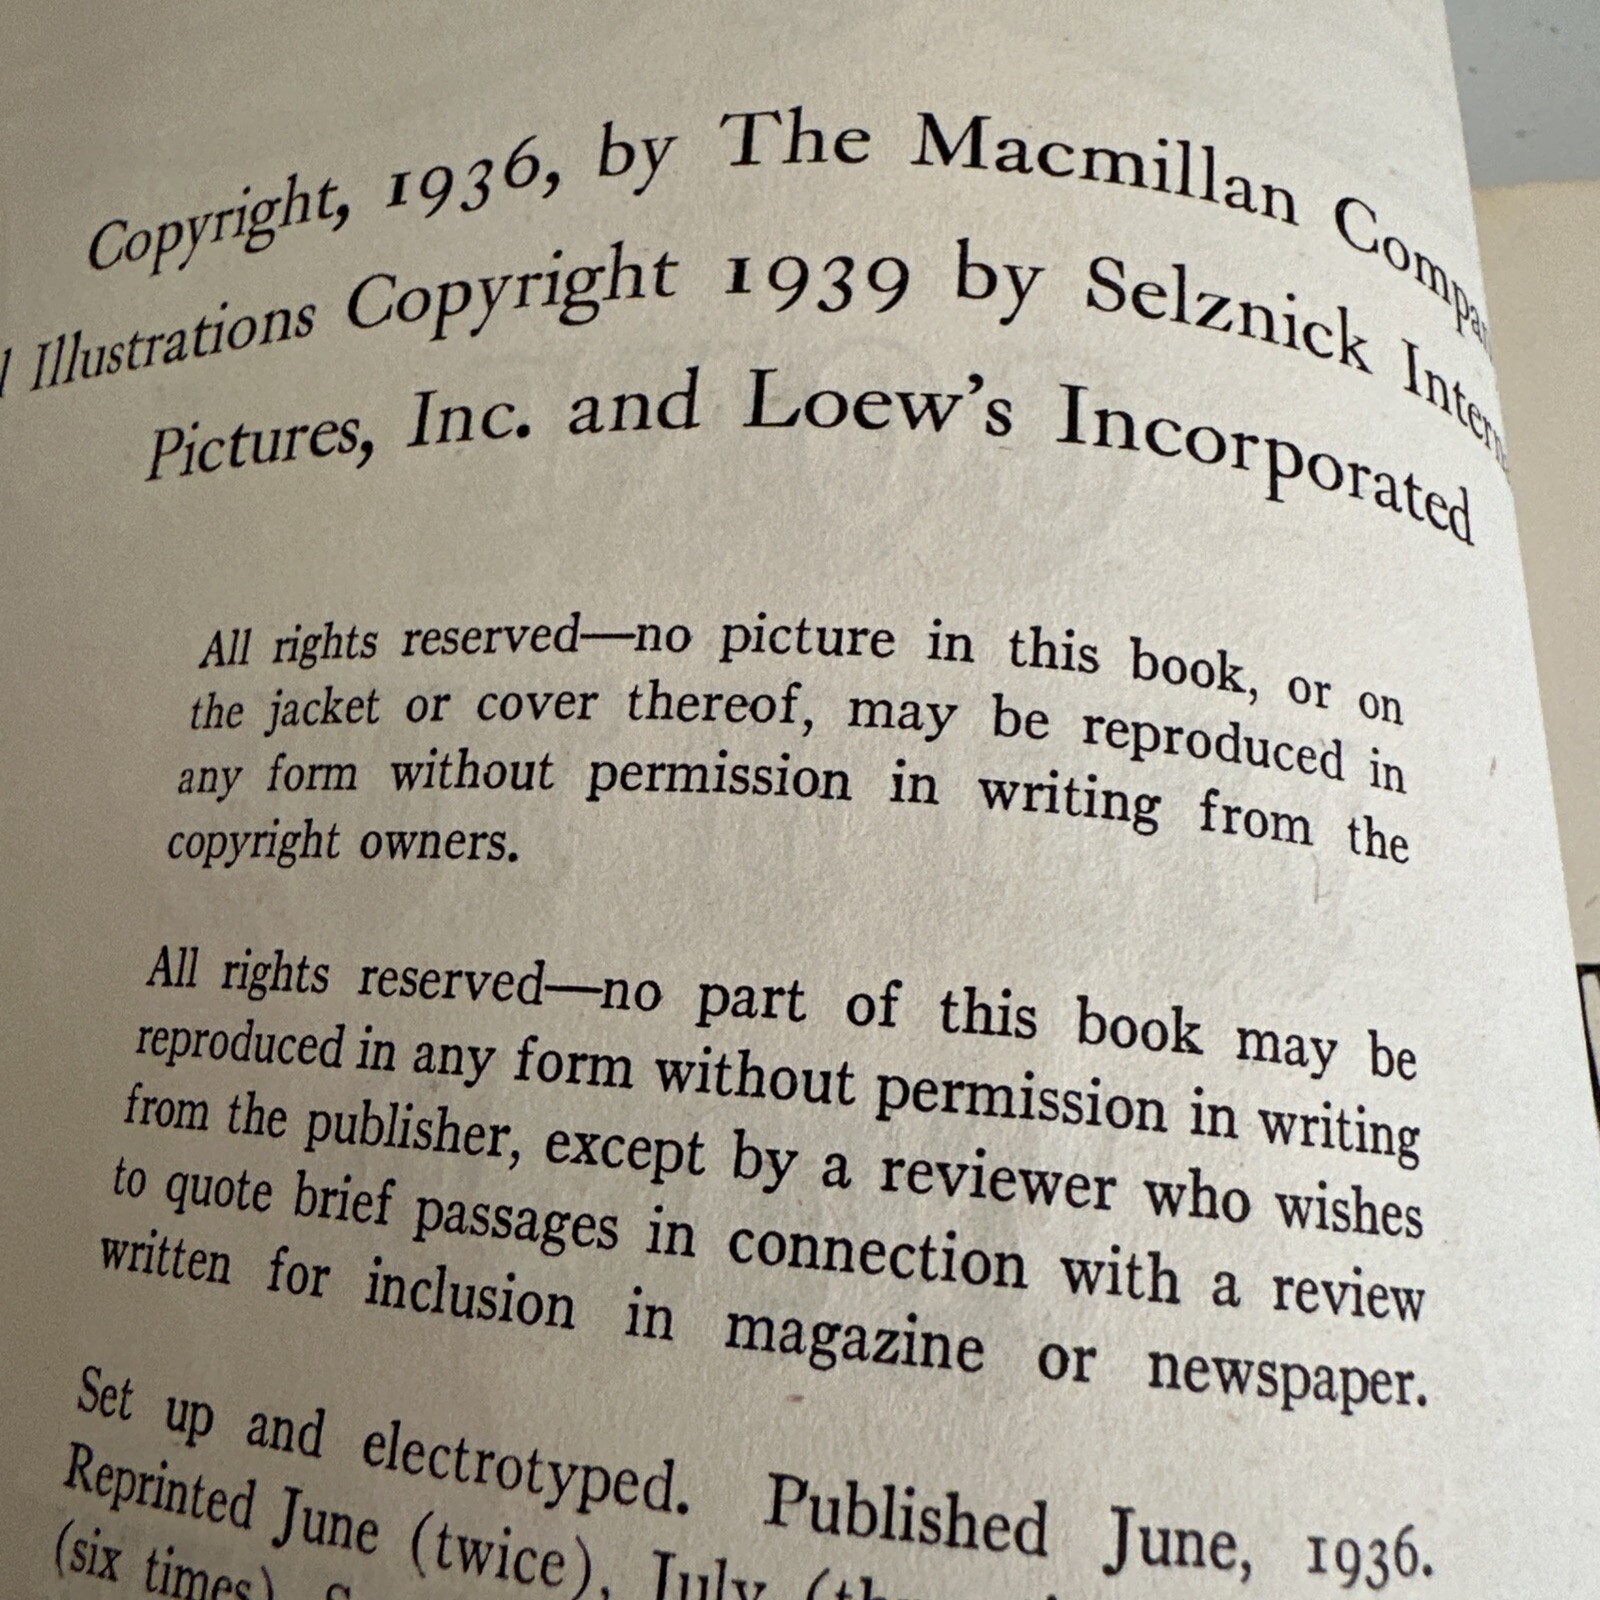 Copyright, 1936, by The Macmillan
Illustrations Copyright 1939 by Selznick
Pictures, Inc. and Loew's Incorporated
All rights reserved—no picture in this book, or on
the jacket or cover thereof, may be reproduced in
any form without permission in writing from the
copyright owners.
All rights reserved—no part of this book may be
reproduced in any form without permission in writing
from the publisher, except by a reviewer who wishes
to quote brief passages in connection with a review
written for inclusion in magazine or newspaper.
Set up and electrotyped. Published June, 1936.
Reprinted June (twice), July
(six times)